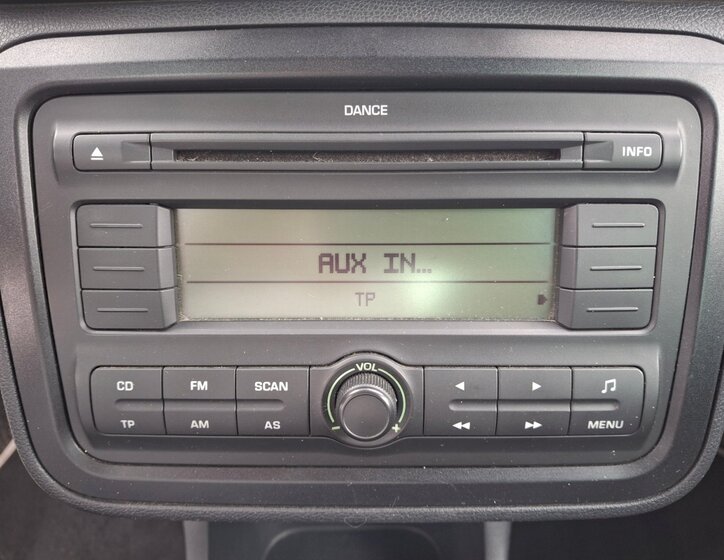 DANCE
INFO
AUX IN...
TP
VOL
CD FM SCAN
TP AM AS MENU